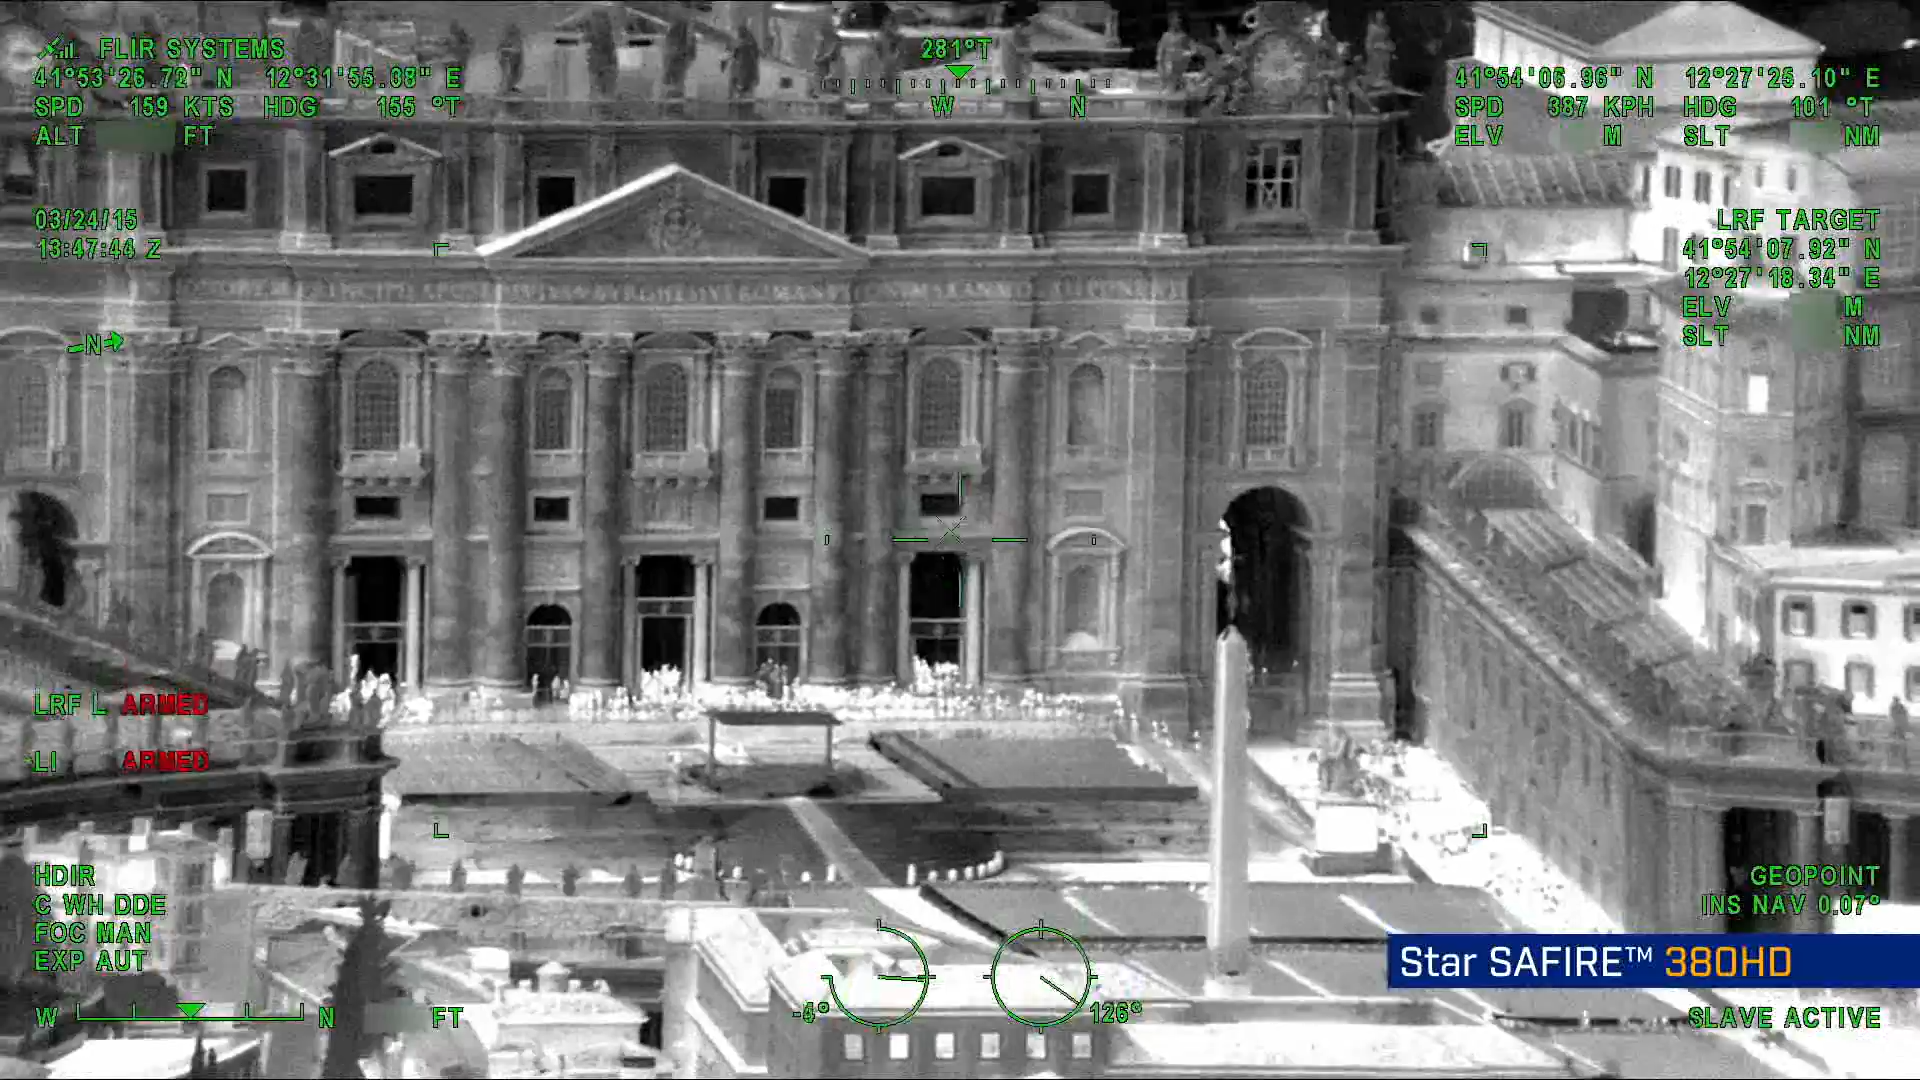 FLIR SYSTEMS
41°53'26.72" N 12°31'55.08" E
SPD 159 KTS HDG 155 °T
ALT FT
281°T
W N
41°54'06.96" N 12°27'25.10" E
SPD 387 KPH HDG 101 °T
ELV M SLT NM
03/24/15
13:47:44 Z
LRF TARGET
41°54'07.92" N
12°27'18.34" E
ELV M
SLT NM
N
LRF L ARMED
LI ARMED
HDIR
C WH DDE
FOC MAN
EXP AUT
W N FT
-4° 126°
GEOPOINT
INS NAV 0.07°
Star SAFIRE™ 380HD
SLAVE ACTIVE